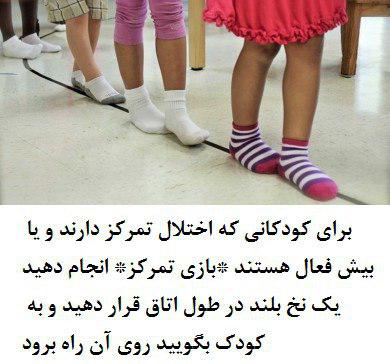 برای کودکانی که اختلال تمرکز دارند و یا
بیش فعال هستند *بازی تمرکز* انجام دهید
یک نخ بلند در طول اتاق قرار دهید و به
کودک بگویید روی آن راه برود